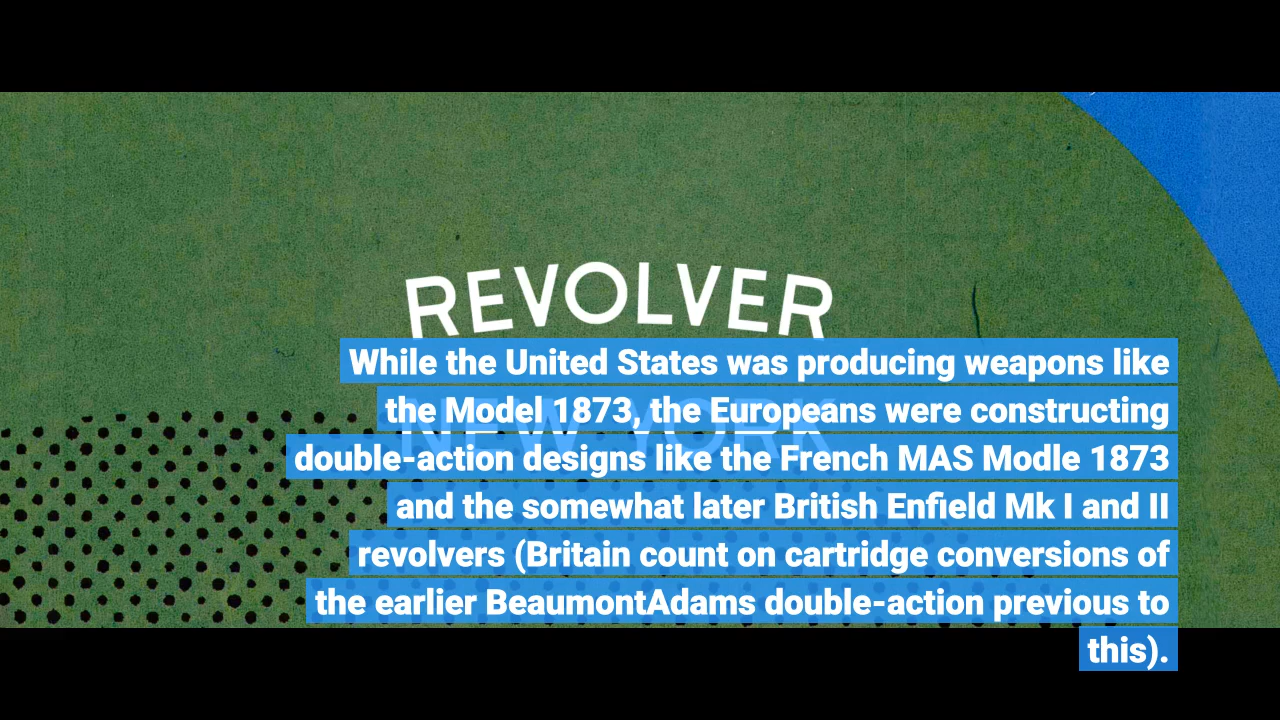 REVOLVER
NEW YORK
While the United States was producing weapons like
the Model 1873, the Europeans were constructing
double-action designs like the French MAS Modle 1873
and the somewhat later British Enfield Mk I and II
revolvers (Britain count on cartridge conversions of
the earlier BeaumontAdams double-action previous to
this).